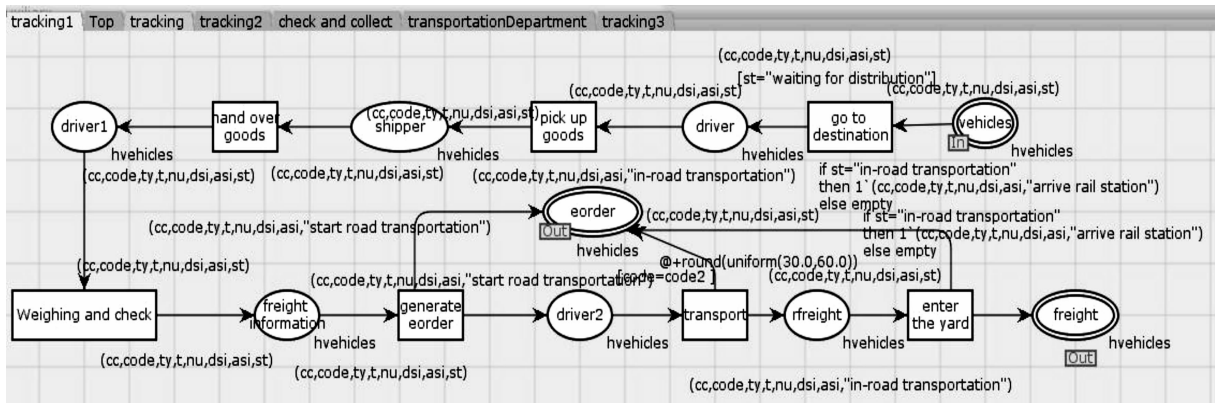 tracking1 Top tracking tracking2 check and collect transportationDepartment tracking3
(cc,code,ty,t,nu,dsi,asi,st)
[st="waiting for distribution"]
(cc,code,ty,t,nu,dsi,asi,st)
(cc,code,ty,t,nu,dsi,asi,st)
(cc,code,ty,t,nu,dsi,asi,st)
driver1
hand over
goods
shipper
pick up
goods
driver
go to
destination
vehicles
In
hvehicles
hvehicles
hvehicles
hvehicles
(cc,code,ty,t,nu,dsi,asi,st)
(cc,code,ty,t,nu,dsi,asi,st)
(cc,code,ty,t,nu,dsi,asi,"in-road transportation")
if st="in-road transportation"
then 1`(cc,code,ty,t,nu,dsi,asi,"arrive rail station")
else empty
eorder
Out
hvehicles
(cc,code,ty,t,nu,dsi,asi,st)
if st="in-road transportation"
then 1`(cc,code,ty,t,nu,dsi,asi,"arrive rail station")
else empty
(cc,code,ty,t,nu,dsi,asi,"start road transportation")
(cc,code,ty,t,nu,dsi,asi,st)
(cc,code,ty,t,nu,dsi,asi,"start road transportation")
@+round(uniform(30.0,60.0))
[code=code2 ]
(cc,code,ty,t,nu,dsi,asi,st)
Weighing and check
freight
information
hvehicles
generate
eorder
driver2
hvehicles
transport
rfreight
hvehicles
enter
the yard
freight
hvehicles
Out
(cc,code,ty,t,nu,dsi,asi,st)
(cc,code,ty,t,nu,dsi,asi,st)
(cc,code,ty,t,nu,dsi,asi,"in-road transportation")